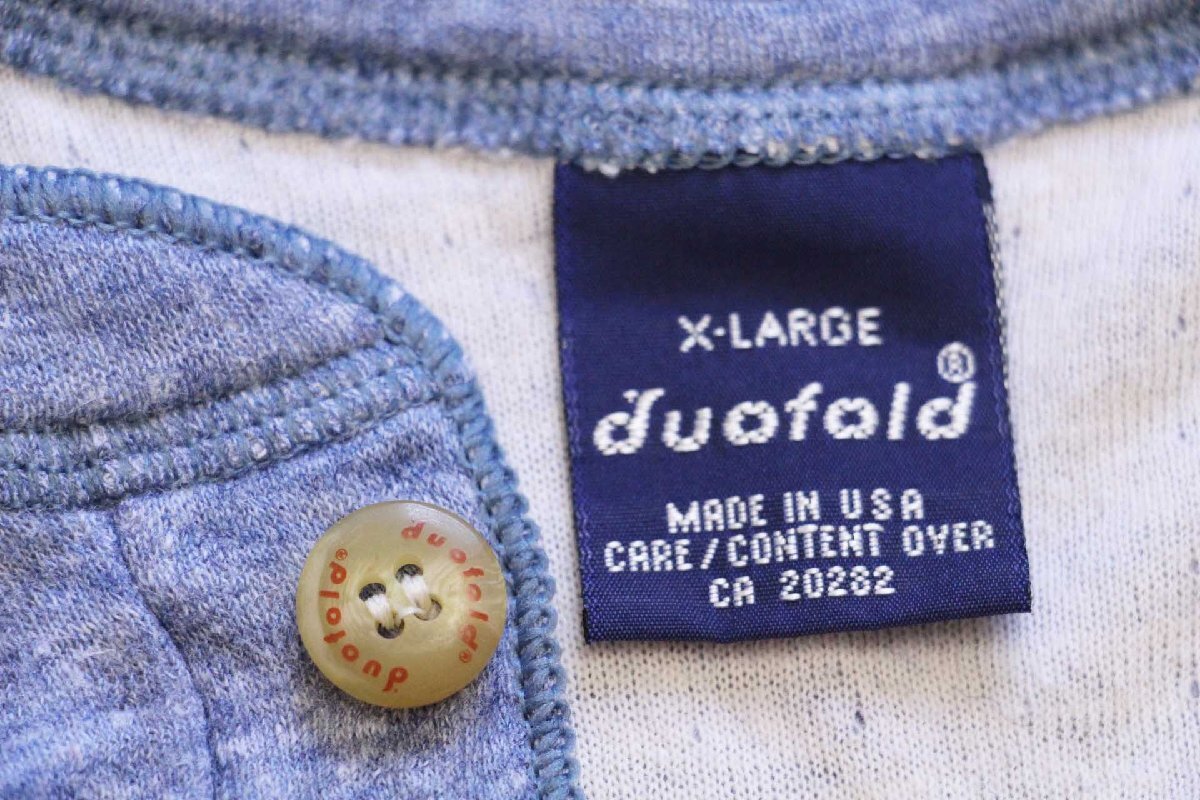 X-LARGE
duofold®
MADE IN USA
CARE/CONTENT OVER
CA 20282
duofold®
duofold®